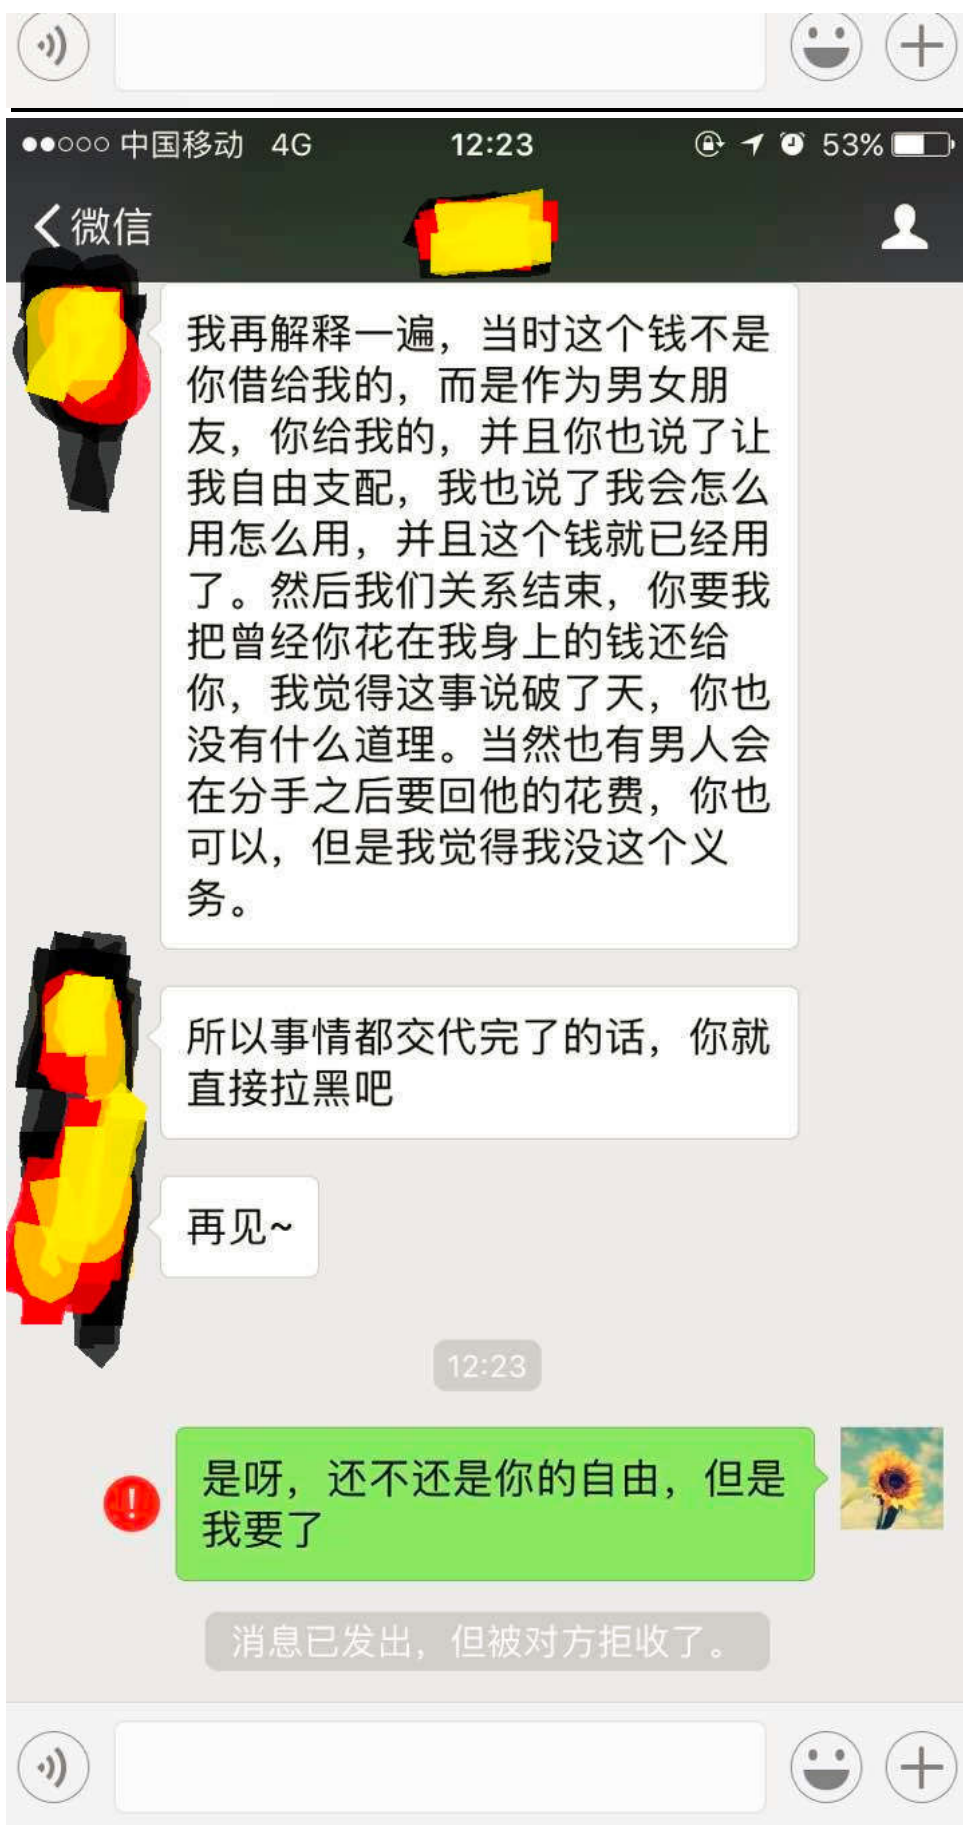 中国移动 4G 12:23 53%
微信
我再解释一遍，当时这个钱不是
你借给我的，而是作为男女朋
友，你给我的，并且你也说了让
我自由支配，我也说了我会怎么
用怎么用，并且这个钱就已经用
了。然后我们关系结束，你要我
把曾经你花在我身上的钱还给
你，我觉得这事说破了天，你也
没有什么道理。当然也有男人会
在分手之后要回他的花费，你也
可以，但是我觉得我没这个义
务。
所以事情都交代完了的话，你就
直接拉黑吧
再见~
12:23
是呀，还不还是你的自由，但是
我要了
消息已发出，但被对方拒收了。